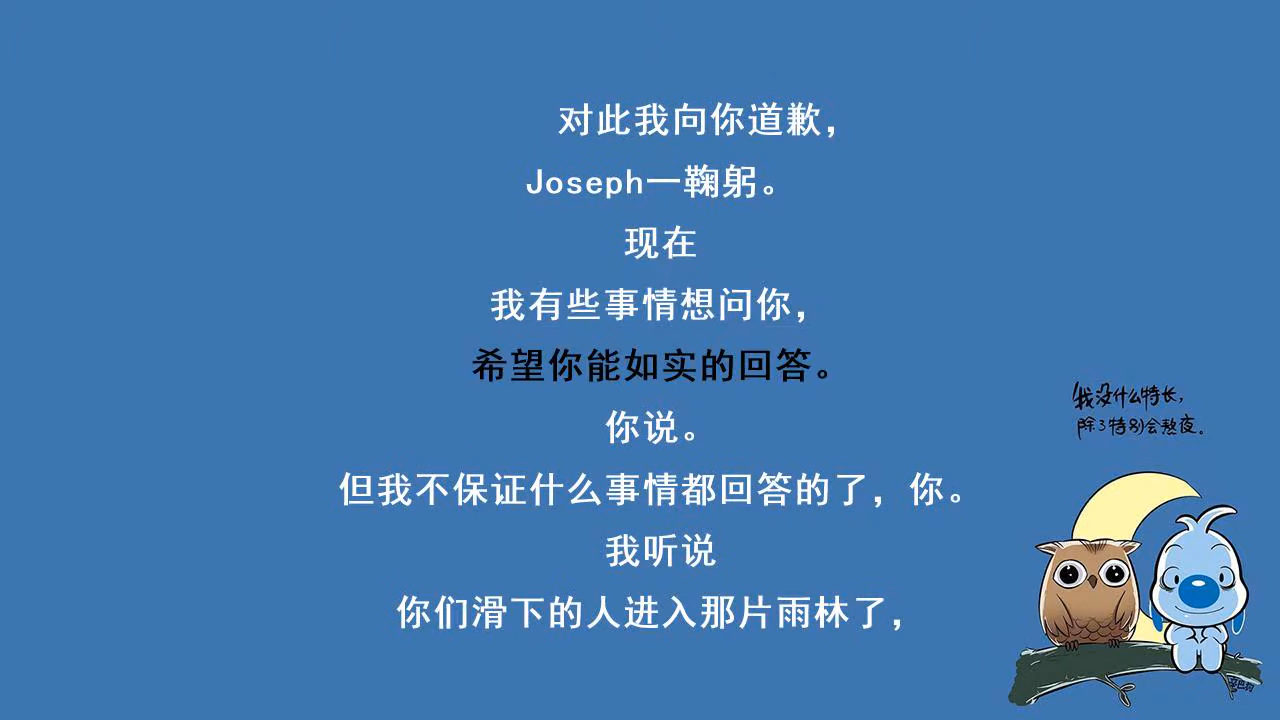 对此我向你道歉，
Joseph一鞠躬。
现在
我有些事情想问你，
希望你能如实的回答。
你说。
但我不保证什么事情都回答的了，你。
我听说
你们滑下的人进入那片雨林了，
我没什么特长，
除了特别会熬夜。